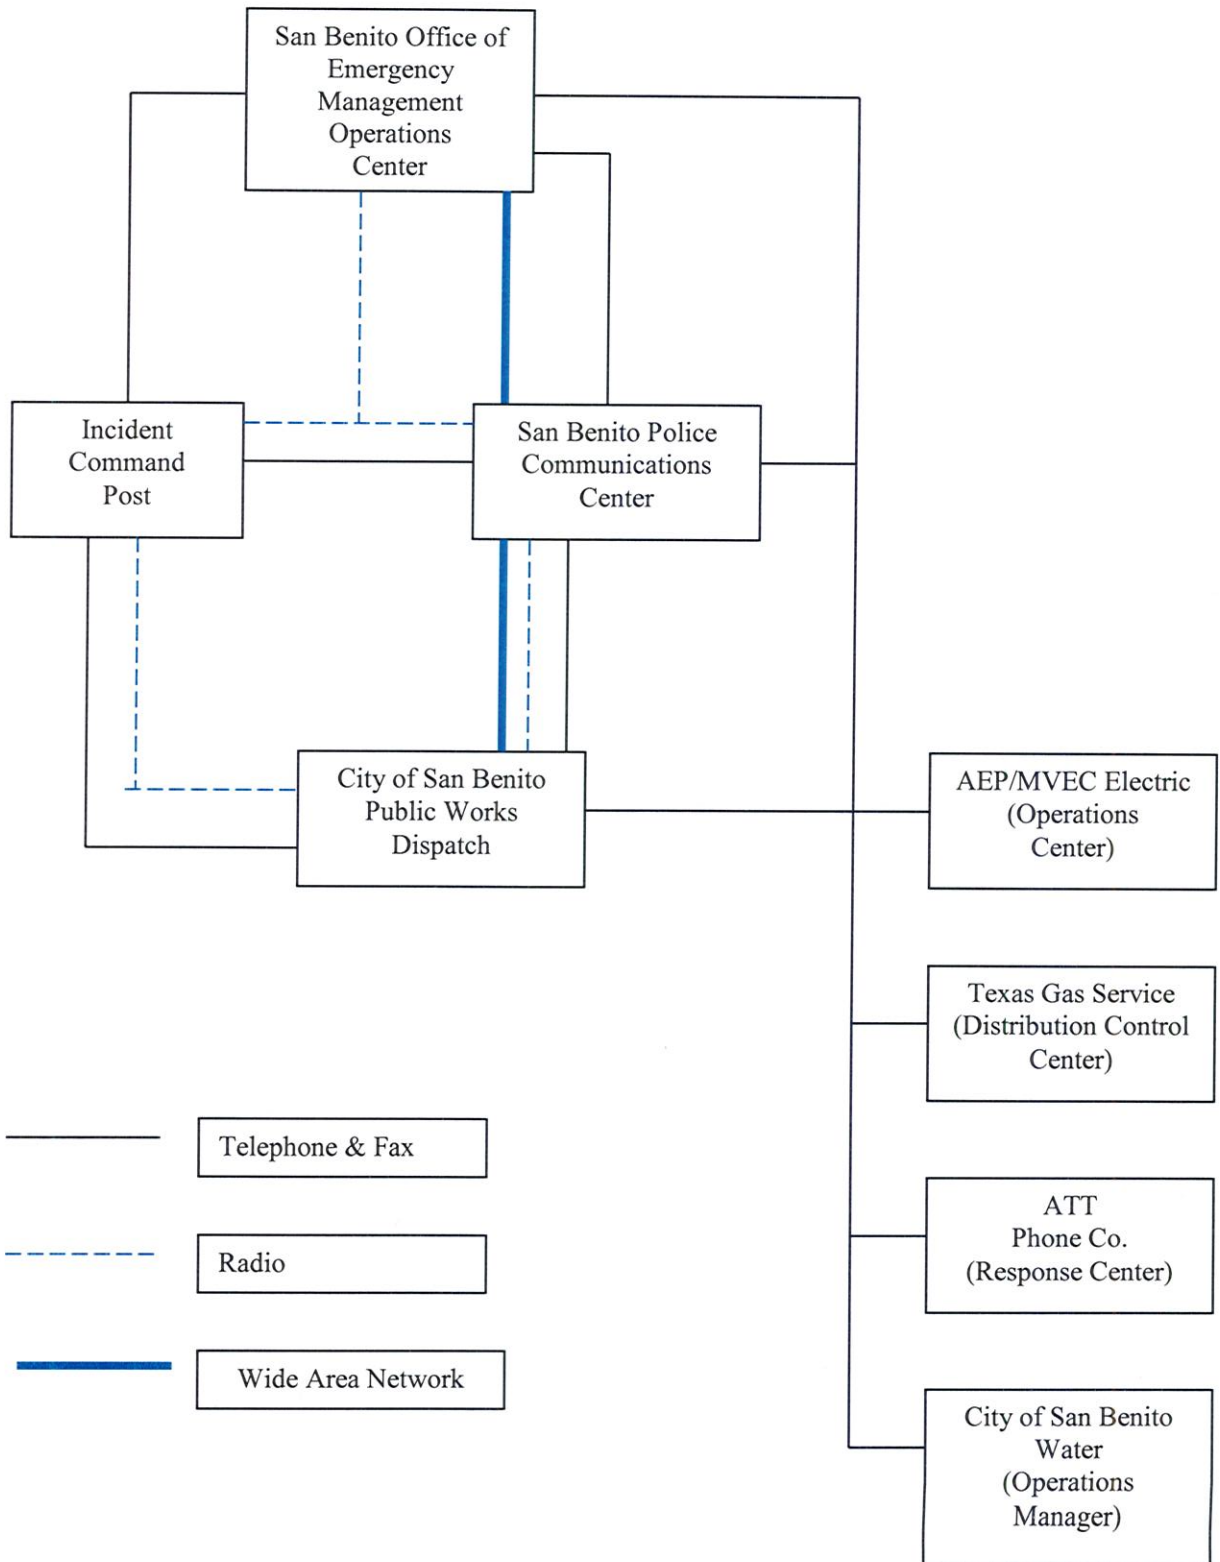 San Benito Office of
Emergency
Management
Operations
Center
Incident
Command
Post
San Benito Police
Communications
Center
City of San Benito
Public Works
Dispatch
AEP/MVEC Electric
(Operations
Center)
Texas Gas Service
(Distribution Control
Center)
ATT
Phone Co.
(Response Center)
City of San Benito
Water
(Operations
Manager)
Telephone & Fax
Radio
Wide Area Network